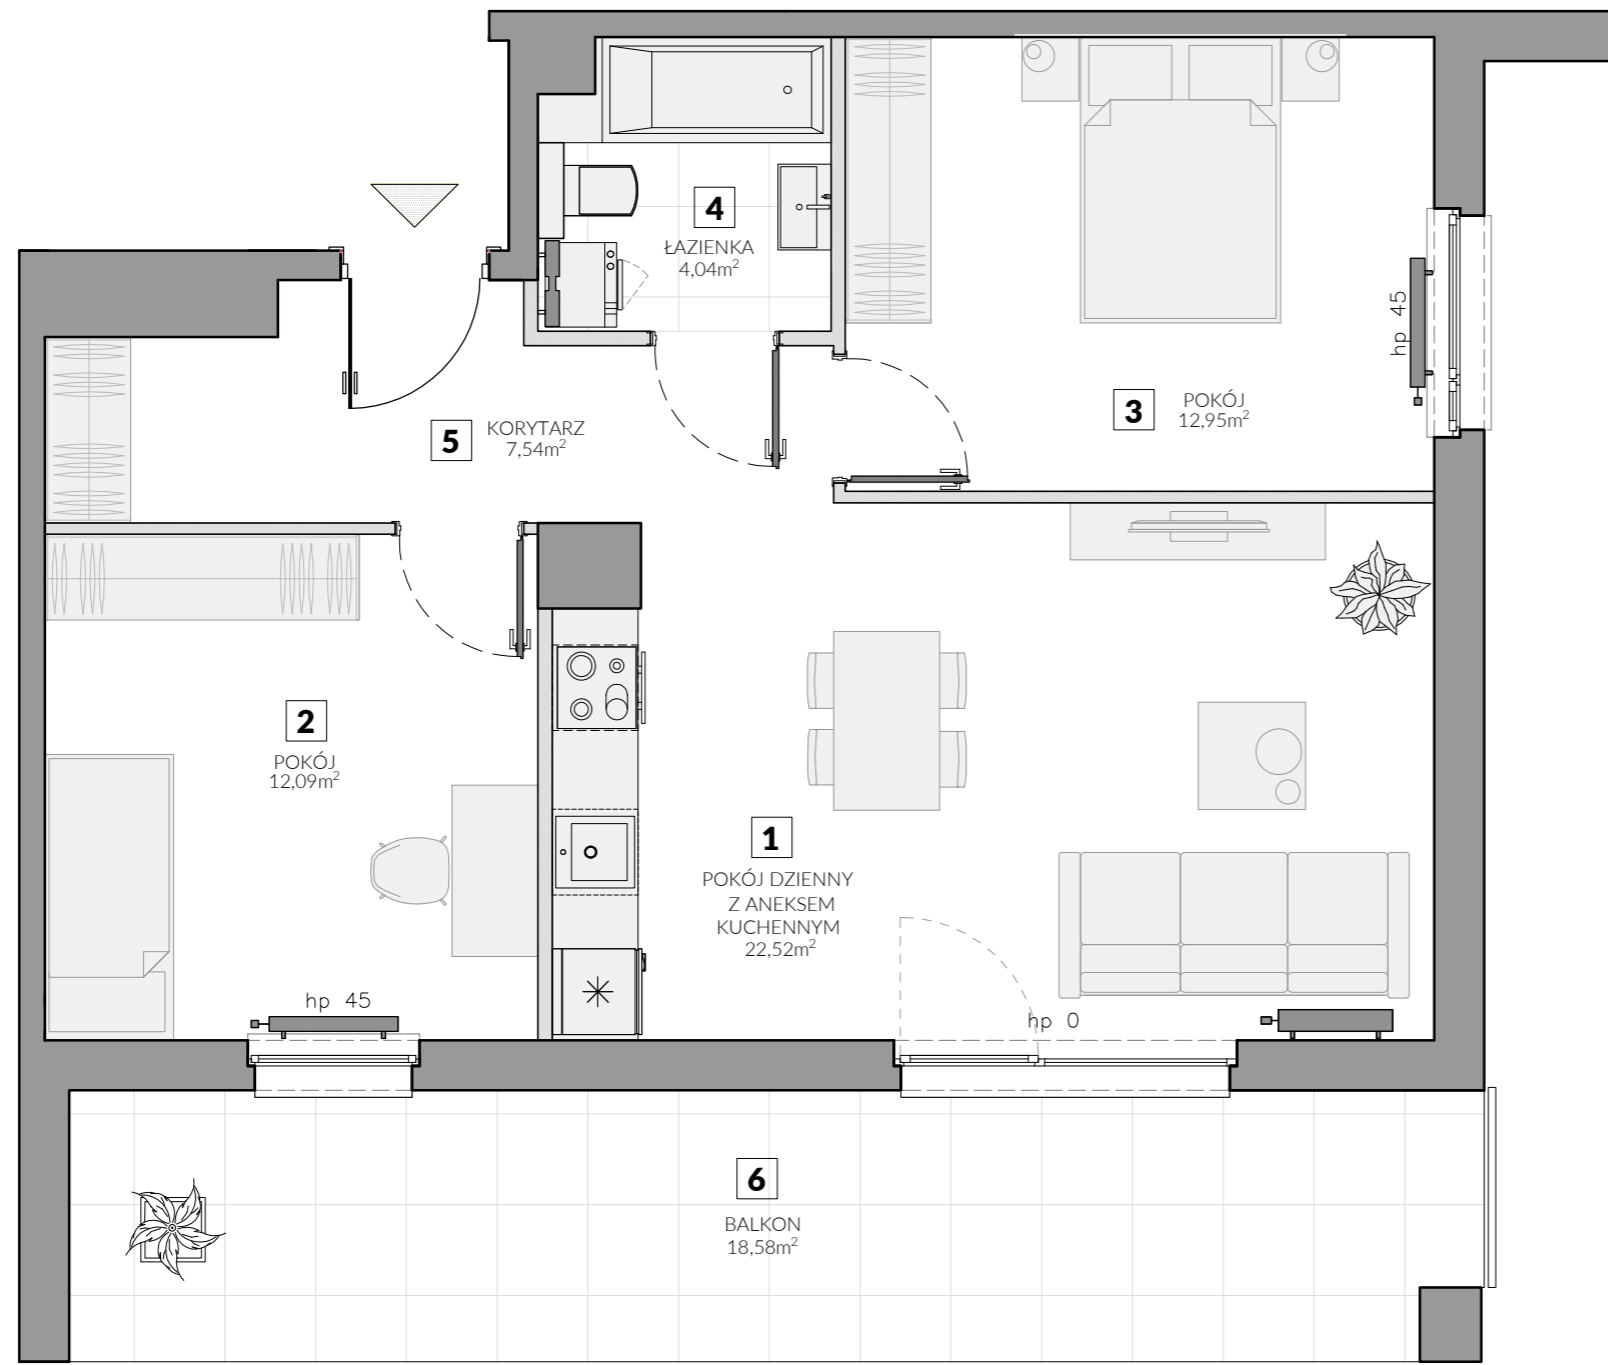 4
ŁAZIENKA
4,04m²
hp 45
3
POKÓJ
12,95m²
5
KORYTARZ
7,54m²
2
POKÓJ
12,09m²
1
POKÓJ DZIENNY
Z ANEKSEM
KUCHENNYM
22,52m²
hp 45
hp 0
6
BALKON
18,58m²